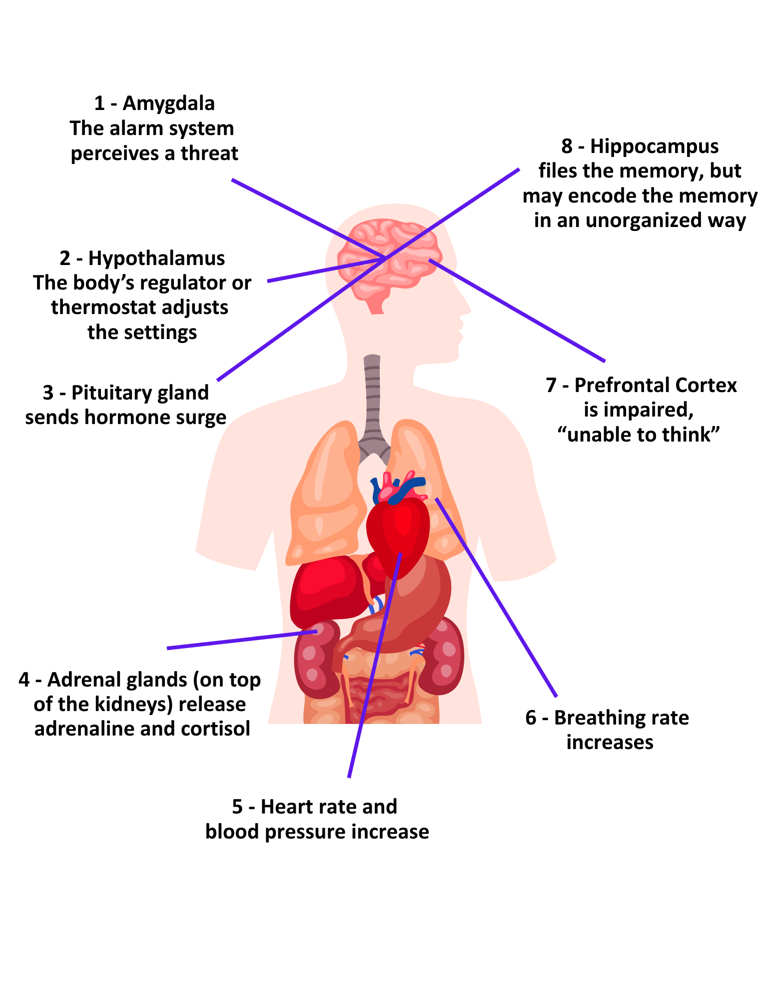 1 - Amygdala
The alarm system
perceives a threat
2 - Hypothalamus
The body’s regulator or
thermostat adjusts
the settings
3 - Pituitary gland
sends hormone surge
4 - Adrenal glands (on top
of the kidneys) release
adrenaline and cortisol
5 - Heart rate and
blood pressure increase
6 - Breathing rate
increases
7 - Prefrontal Cortex
is impaired,
“unable to think”
8 - Hippocampus
files the memory, but
may encode the memory
in an unorganized way